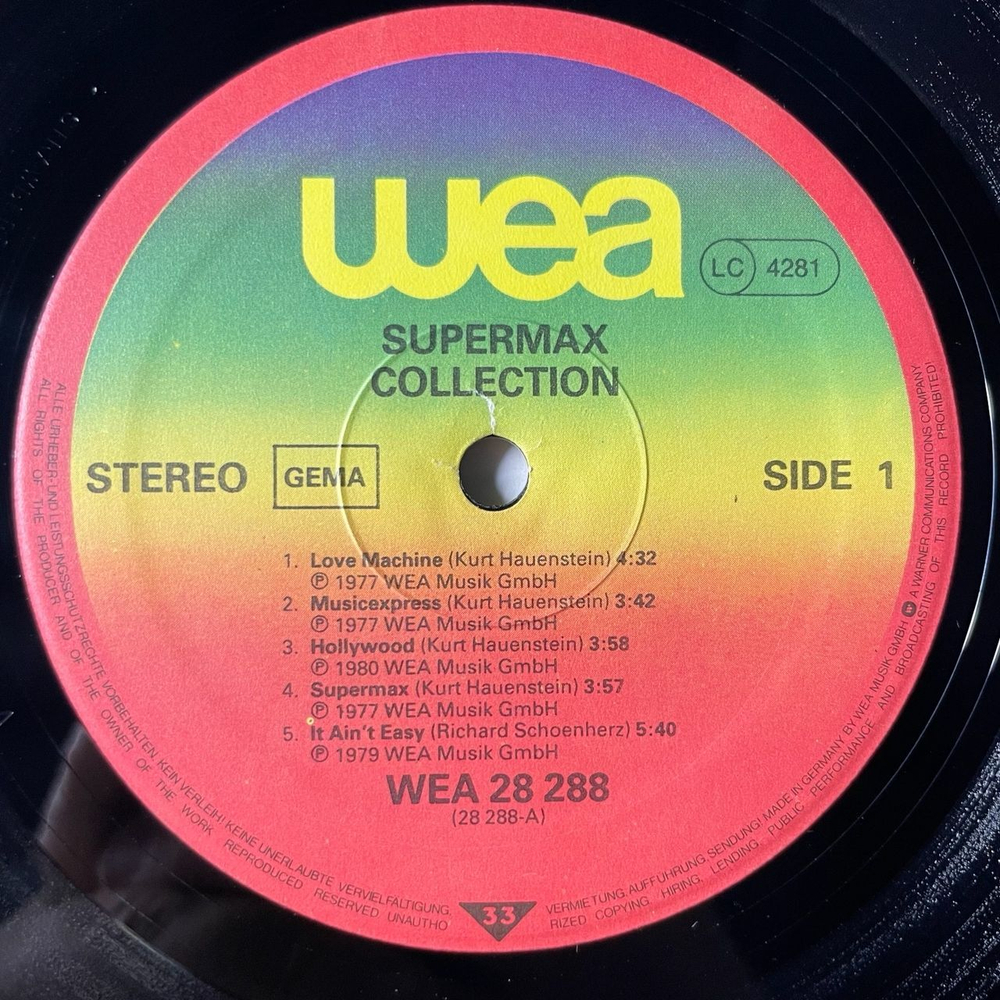 wea
LC 4281
SUPERMAX
COLLECTION
STEREO GEMA SIDE 1
1. Love Machine (Kurt Hauenstein) 4:32
℗ 1977 WEA Musik GmbH
2. Musicexpress (Kurt Hauenstein) 3:42
℗ 1977 WEA Musik GmbH
3. Hollywood (Kurt Hauenstein) 3:58
℗ 1980 WEA Musik GmbH
4. Supermax (Kurt Hauenstein) 3:57
℗ 1977 WEA Musik GmbH
5. It Ain't Easy (Richard Schoenherz) 5:40
℗ 1979 WEA Musik GmbH
WEA 28 288
(28 288-A)
33
ALLE URHEBER- UND LEISTUNGSSCHUTZRECHTE VORBEHALTEN. KEIN VERLEIH! KEINE UNERLAUBTE VERVIELFÄLTIGUNG, VERMIETUNG, AUFFÜHRUNG, SENDUNG! MADE IN GERMANY BY WEA MUSIK GMBH A WARNER COMMUNICATIONS COMPANY
ALL RIGHTS OF THE PRODUCER AND OF THE OWNER OF THE WORK REPRODUCED RESERVED UNAUTHORIZED COPYING, HIRING, LENDING, PUBLIC PERFORMANCE AND BROADCASTING OF THIS RECORD PROHIBITED!